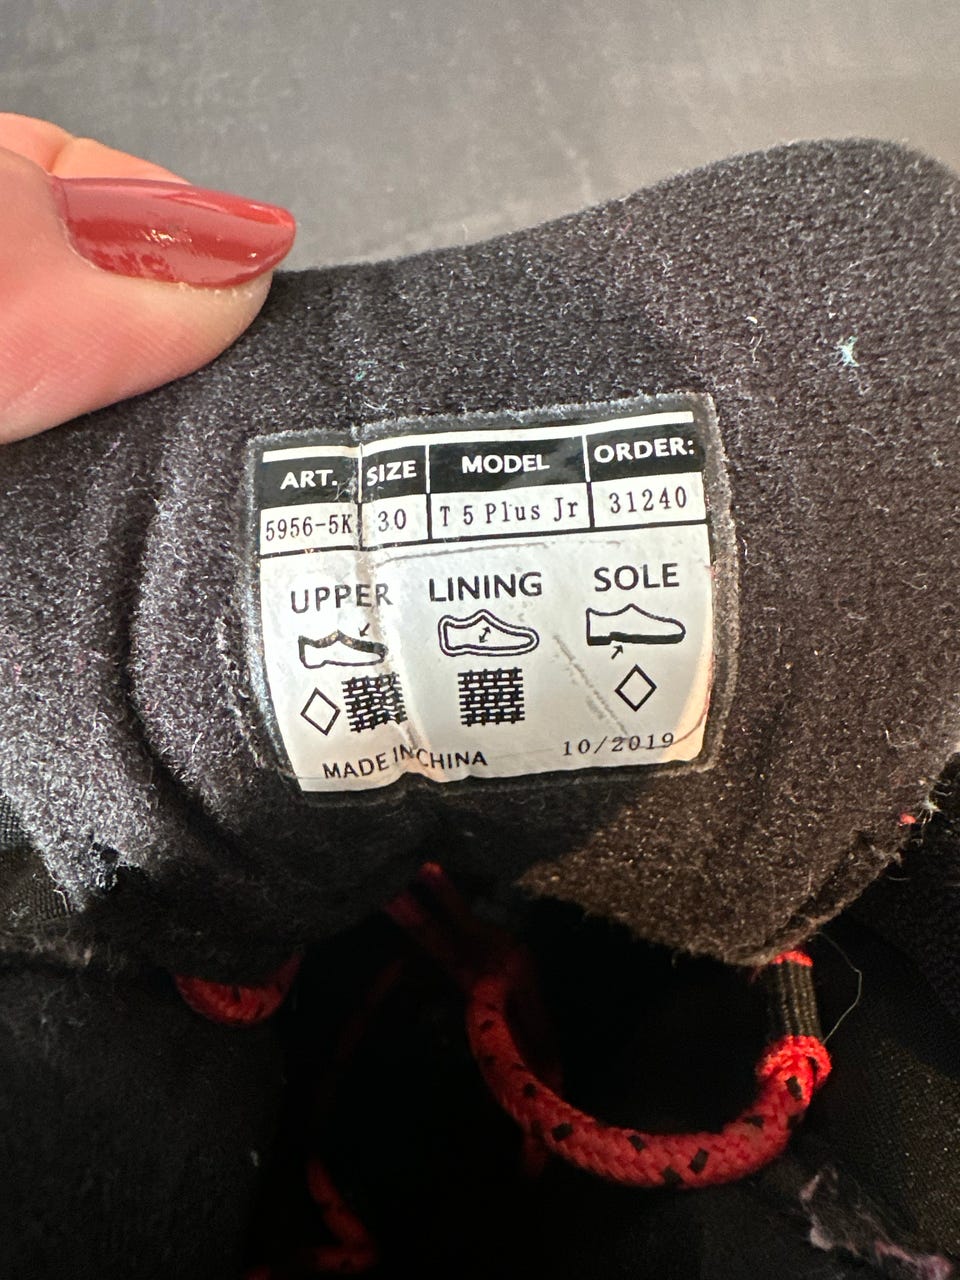 ART. SIZE MODEL ORDER:
5956-5K 30 T 5 Plus Jr 31240
UPPER LINING SOLE
MADE IN CHINA 10/2019